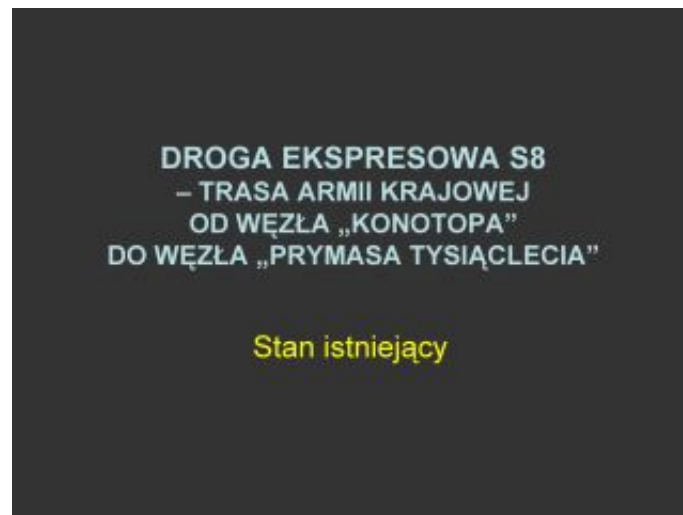 DROGA EKSPRESOWA S8
– TRASA ARMII KRAJOWEJ
OD WĘZŁA „KONOTOPA”
DO WĘZŁA „PRYMASA TYSIĄCLECIA”
Stan istniejący